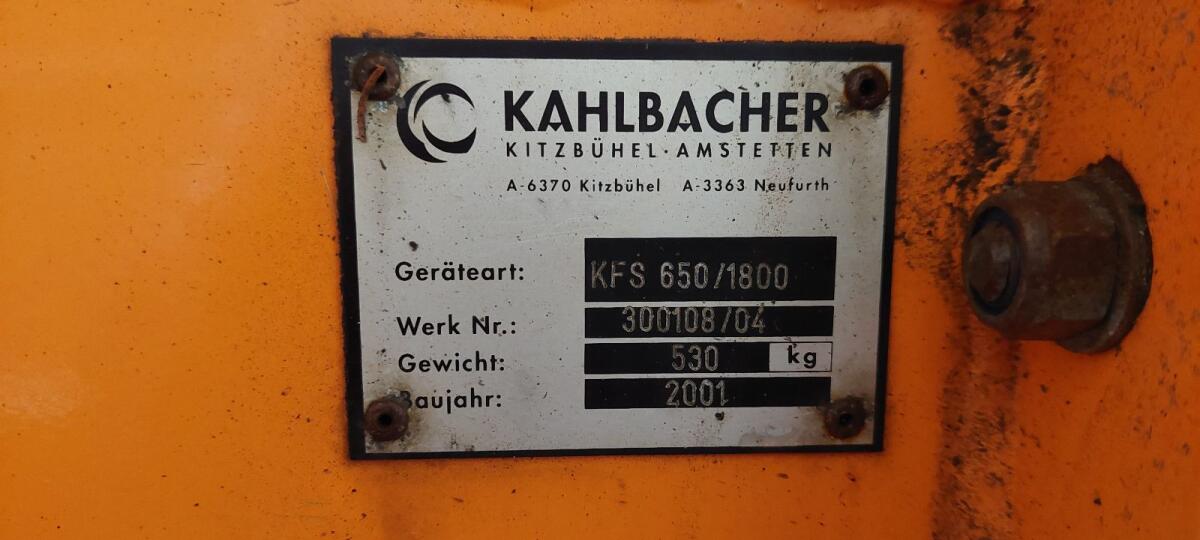 KAHLBACHER
KITZBÜHEL·AMSTETTEN
A-6370 Kitzbühel A-3363 Neufurth
Geräteart: KFS 650/1800
Werk Nr.: 300108/04
Gewicht: 530 kg
Baujahr: 2001